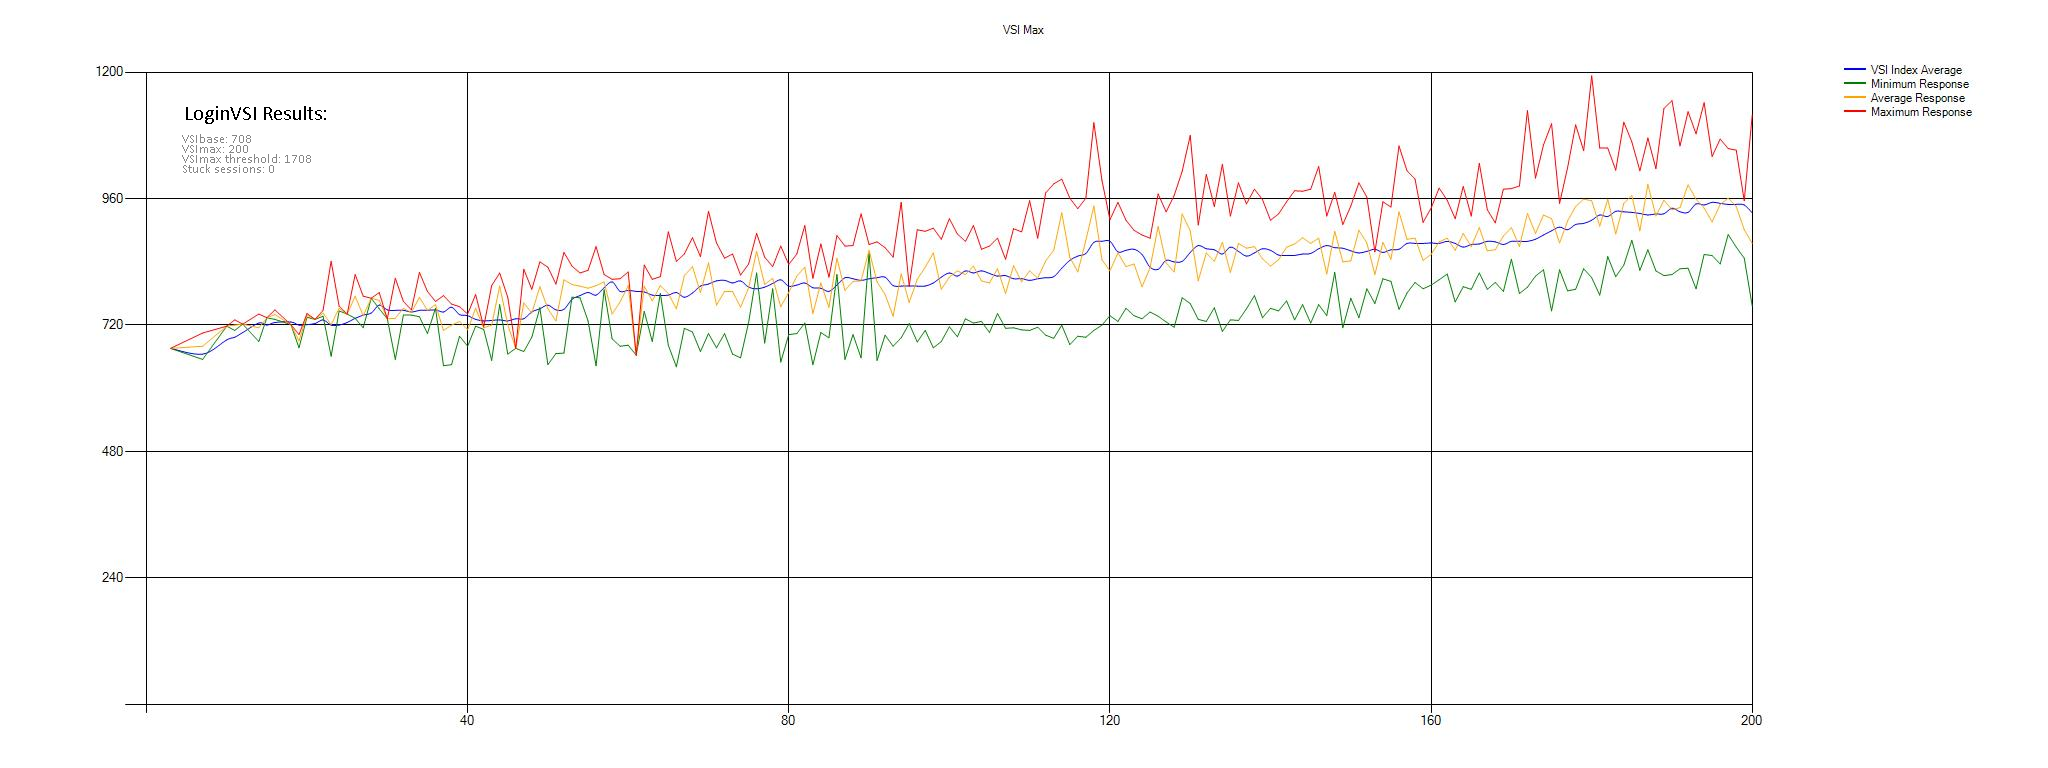 VSI Max
1200
960
720
480
240
LoginVSI Results:
VSIbase: 708
VSImax: 200
VSImax threshold: 1708
Stuck sessions: 0
VSI Index Average
Minimum Response
Average Response
Maximum Response
40 80 120 160 200